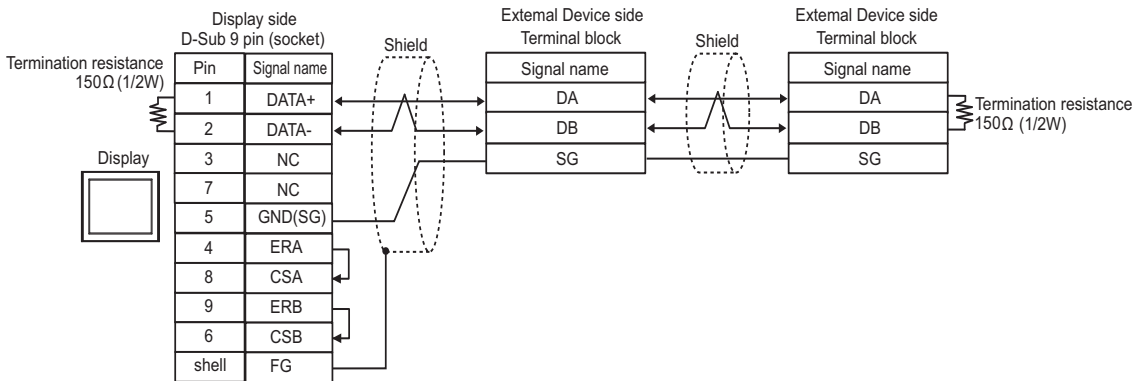 Display side
D-Sub 9 pin (socket)
Termination resistance
150Ω (1/2W)
Pin Signal name
1 DATA+
2 DATA-
3 NC
7 NC
5 GND(SG)
4 ERA
8 CSA
9 ERB
6 CSB
shell FG
Display
Shield
External Device side
Terminal block
Signal name
DA
DB
SG
Shield
External Device side
Terminal block
Signal name
DA
DB
SG
Termination resistance
150Ω (1/2W)